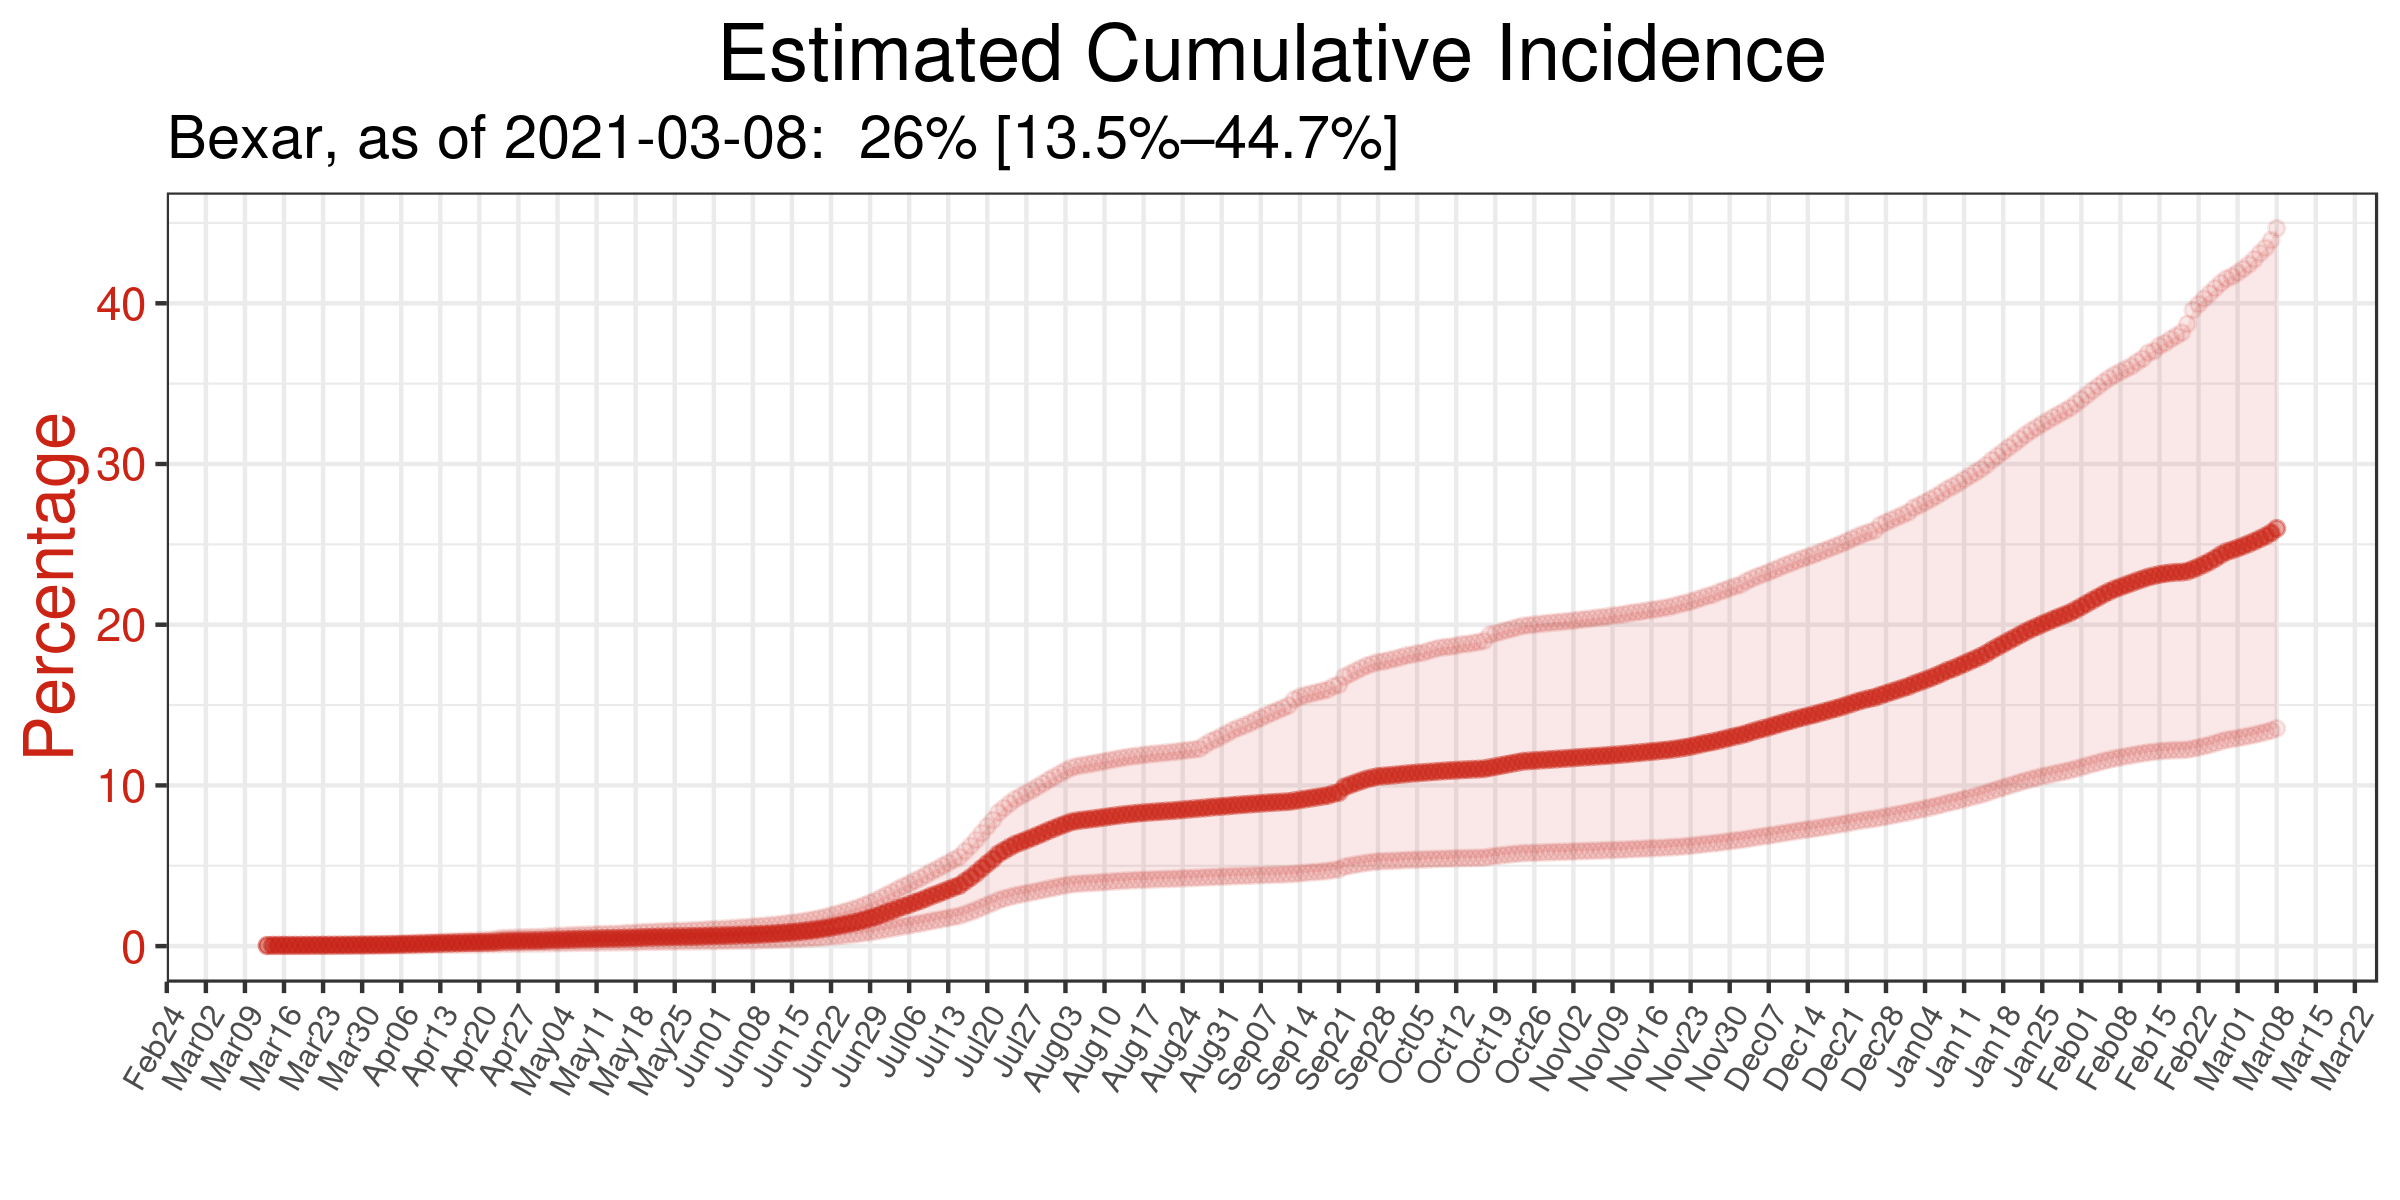 Estimated Cumulative Incidence
Bexar, as of 2021-03-08:  26% [13.5%–44.7%]
Percentage
40
30
20
10
0
Feb24
Mar02
Mar09
Mar16
Mar23
Mar30
Apr06
Apr13
Apr20
Apr27
May04
May11
May18
May25
Jun01
Jun08
Jun15
Jun22
Jun29
Jul06
Jul13
Jul20
Jul27
Aug03
Aug10
Aug17
Aug24
Aug31
Sep07
Sep14
Sep21
Sep28
Oct05
Oct12
Oct19
Oct26
Nov02
Nov09
Nov16
Nov23
Nov30
Dec07
Dec14
Dec21
Dec28
Jan04
Jan11
Jan18
Jan25
Feb01
Feb08
Feb15
Feb22
Mar01
Mar08
Mar15
Mar22